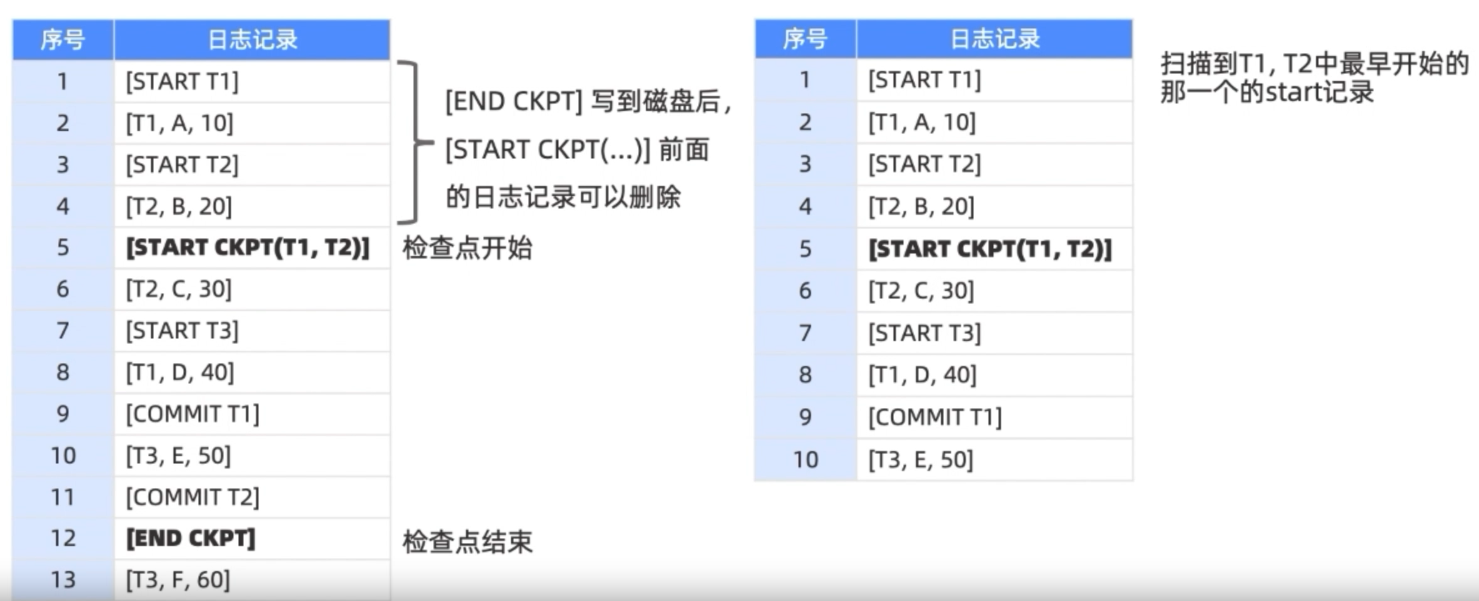 序号 日志记录
1 [START T1]
2 [T1, A, 10]
3 [START T2]
4 [T2, B, 20]
5 [START CKPT(T1, T2)]
6 [T2, C, 30]
7 [START T3]
8 [T1, D, 40]
9 [COMMIT T1]
10 [T3, E, 50]
11 [COMMIT T2]
12 [END CKPT]
13 [T3, F, 60]
[END CKPT] 写到磁盘后，
[START CKPT(...)] 前面
的日志记录可以删除
检查点开始
检查点结束
序号 日志记录
1 [START T1]
2 [T1, A, 10]
3 [START T2]
4 [T2, B, 20]
5 [START CKPT(T1, T2)]
6 [T2, C, 30]
7 [START T3]
8 [T1, D, 40]
9 [COMMIT T1]
10 [T3, E, 50]
扫描到T1, T2中最早开始的
那一个的start记录